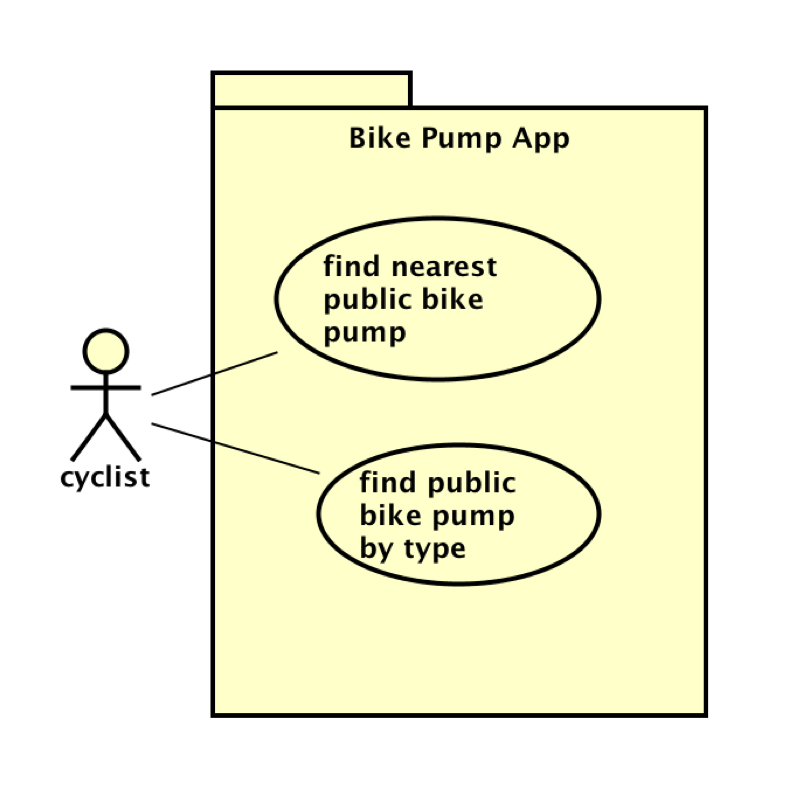 Bike Pump App
find nearest
public bike
pump
cyclist
find public
bike pump
by type